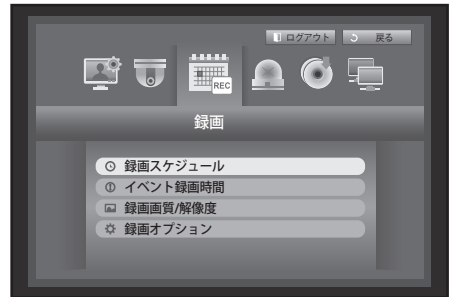 ログアウト 戻る
REC
録画
録画スケジュール
イベント録画時間
録画画質/解像度
録画オプション